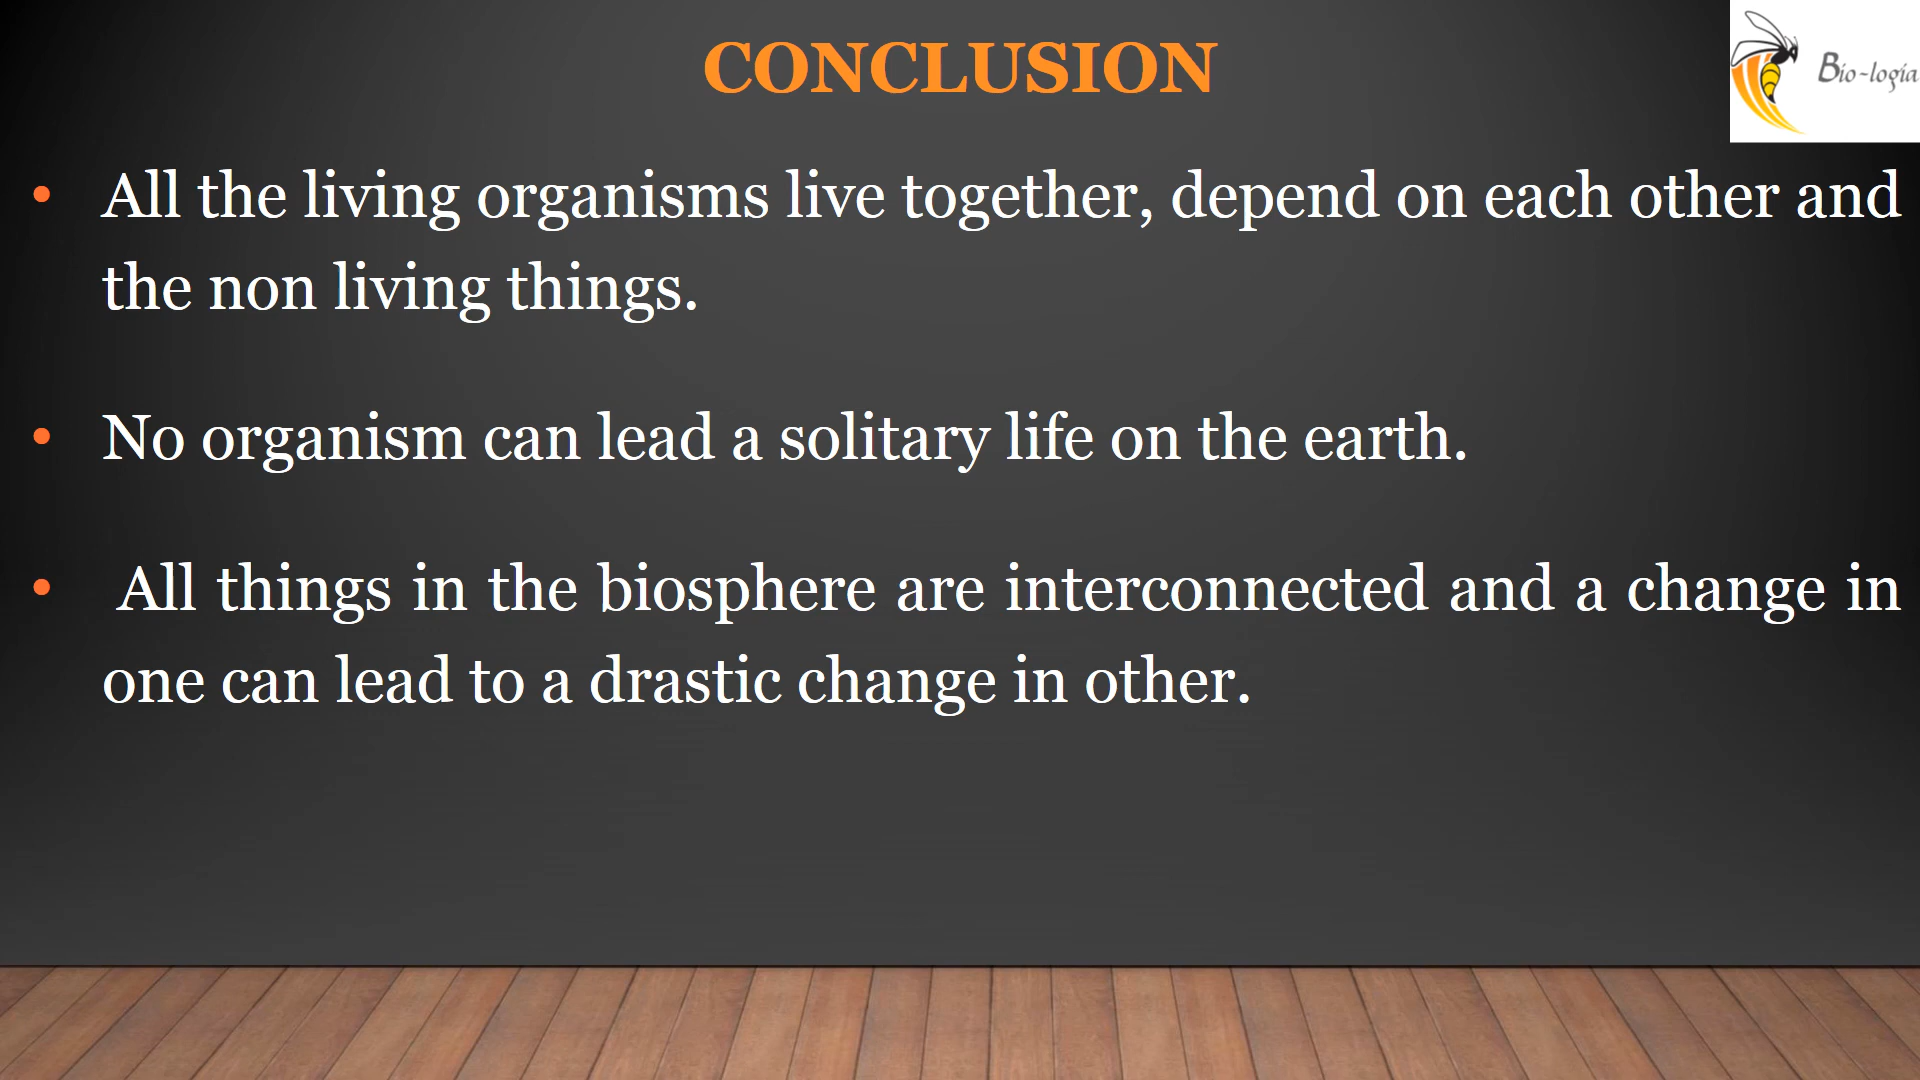 CONCLUSION
Bio-logia
• All the living organisms live together, depend on each other and
the non living things.
• No organism can lead a solitary life on the earth.
• All things in the biosphere are interconnected and a change in
one can lead to a drastic change in other.